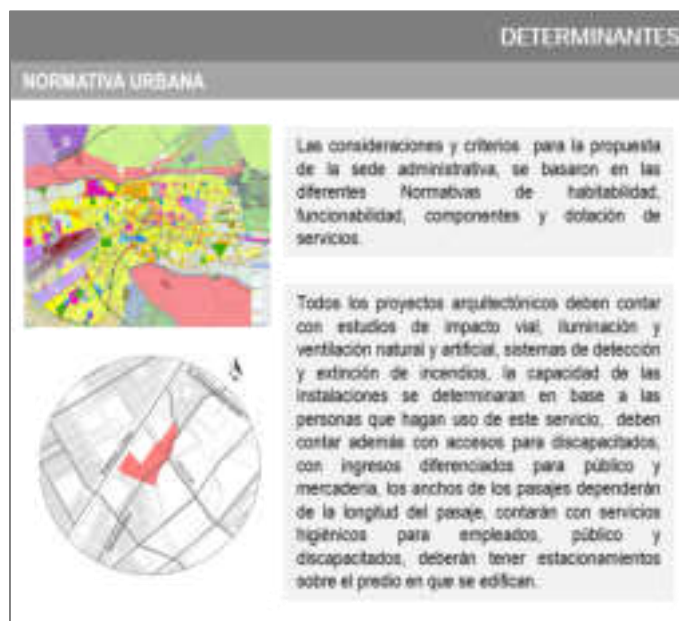 DETERMINANTES
NORMATIVA URBANA
Las consideraciones y criterios para la propuesta
de la sede administrativa, se basaron en las
diferentes Normativas de habitabilidad,
funcionabilidad, componentes y dotación de
servicios.
Todos los proyectos arquitectónicos deben contar
con estudios de impacto vial, iluminación y
ventilación natural y artificial, sistemas de detección
y extinción de incendios, la capacidad de las
instalaciones se determinaran en base a las
personas que hagan uso de este servicio, deben
contar además con accesos para discapacitados,
con ingresos diferenciados para público y
mercadería, los anchos de los pasajes dependerán
de la longitud del pasaje, contarán con servicios
higiénicos para empleados, público y
discapacitados, deberán tener estacionamientos
sobre el predio en que se edifican.